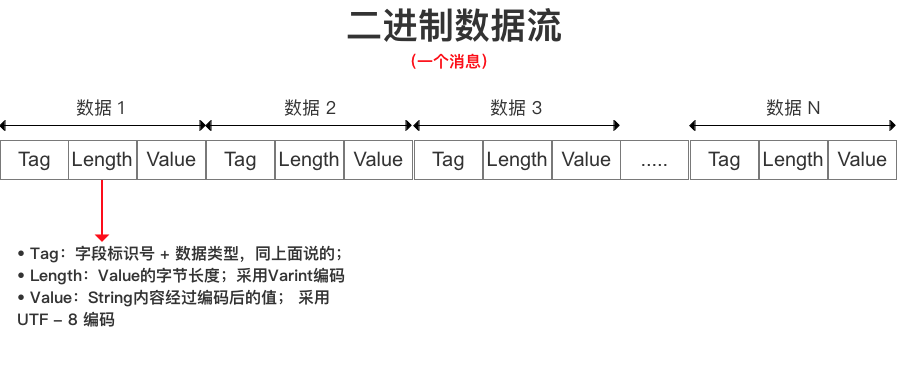 二进制数据流
（一个消息）
数据 1 数据 2 数据 3 数据 N
Tag Length Value Tag Length Value Tag Length Value ..... Tag Length Value
• Tag：字段标识号 + 数据类型，同上面说的；
• Length：Value的字节长度；采用Varint编码
• Value：String内容经过编码后的值； 采用
UTF – 8 编码